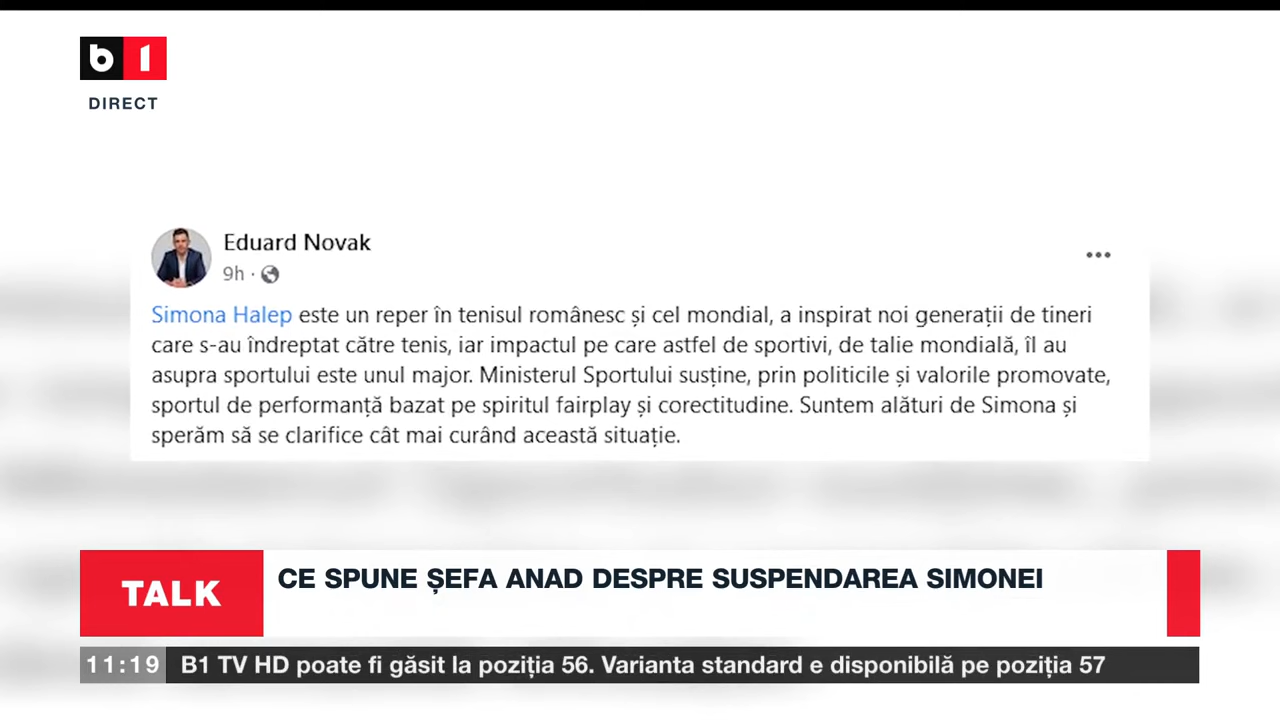 b1
DIRECT
Eduard Novak
9h ·
Simona Halep este un reper în tenisul românesc și cel mondial, a inspirat noi generații de tineri
care s-au îndreptat către tenis, iar impactul pe care astfel de sportivi, de talie mondială, îl au
asupra sportului este unul major. Ministerul Sportului susține, prin politicile și valorile promovate,
sportul de performanță bazat pe spiritul fairplay și corectitudine. Suntem alături de Simona și
sperăm să se clarifice cât mai curând această situație.
TALK
CE SPUNE ȘEFA ANAD DESPRE SUSPENDAREA SIMONEI
11:19 B1 TV HD poate fi găsit la poziția 56. Varianta standard e disponibilă pe poziția 57